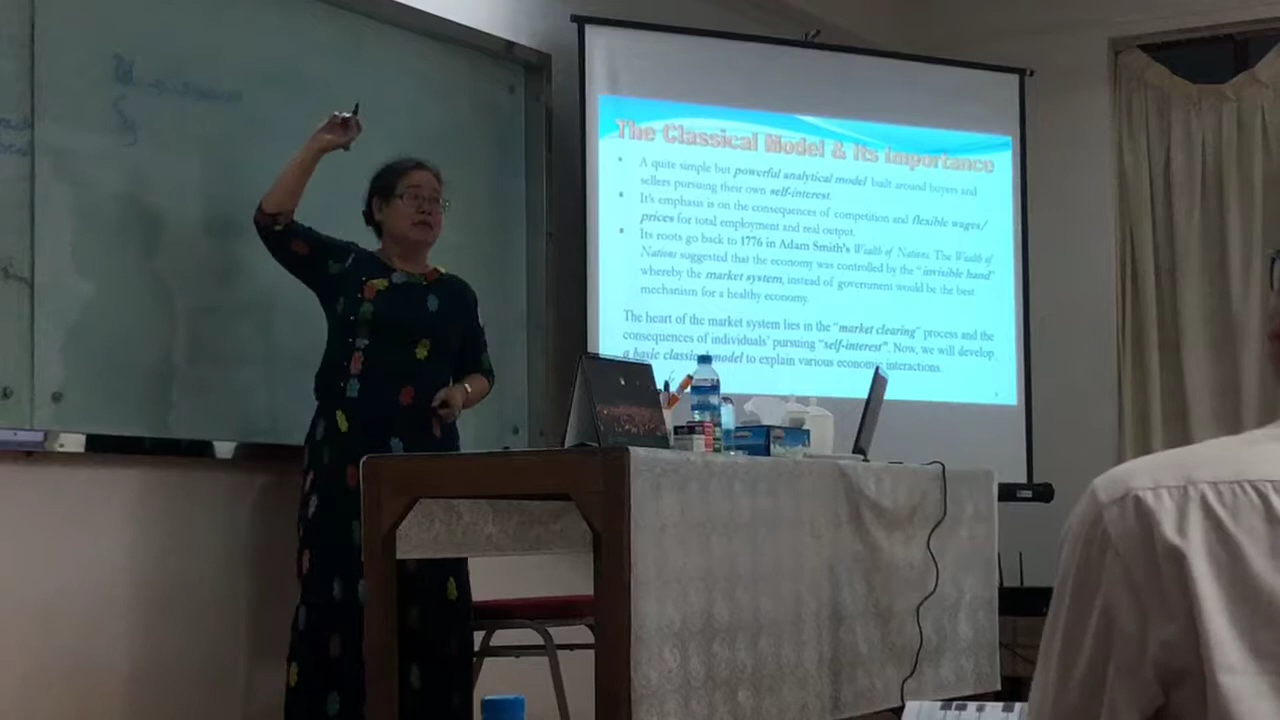 The Classical Model & Its Importance
• A quite simple but powerful analytical model built around buyers and
sellers pursuing their own self-interest.
• It's emphasis is on the consequences of competition and flexible wages/
prices for total employment and real output.
• Its roots go back to 1776 in Adam Smith's Wealth of Nations. The Wealth of
Nations suggested that the economy was controlled by the "invisible hand"
whereby the market system, instead of government would be the best
mechanism for a healthy economy.
The heart of the market system lies in the "market clearing" process and the
consequences of individuals' pursuing "self-interest". Now, we will develop
a basic classical model to explain various economic interactions.